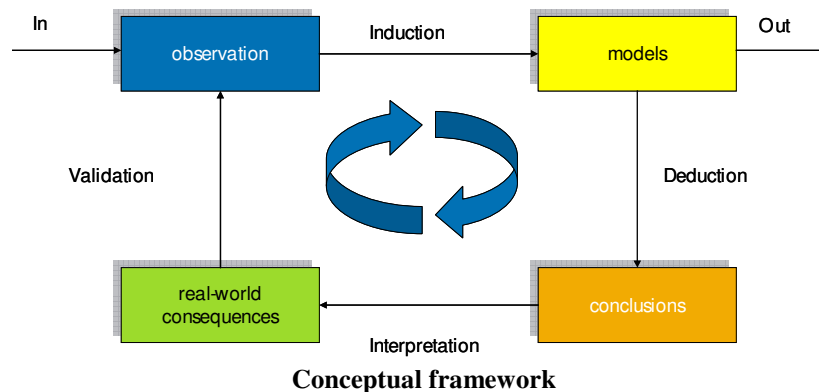 In
Induction
Out
observation
models
Validation
Deduction
real-world
consequences
conclusions
Interpretation
Conceptual framework